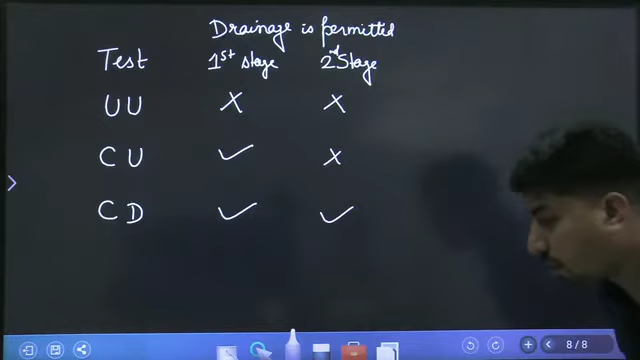 Drainage is permitted
Test 1st stage 2nd Stage
UU X X
CU ✓ X
CD ✓ ✓
8/8